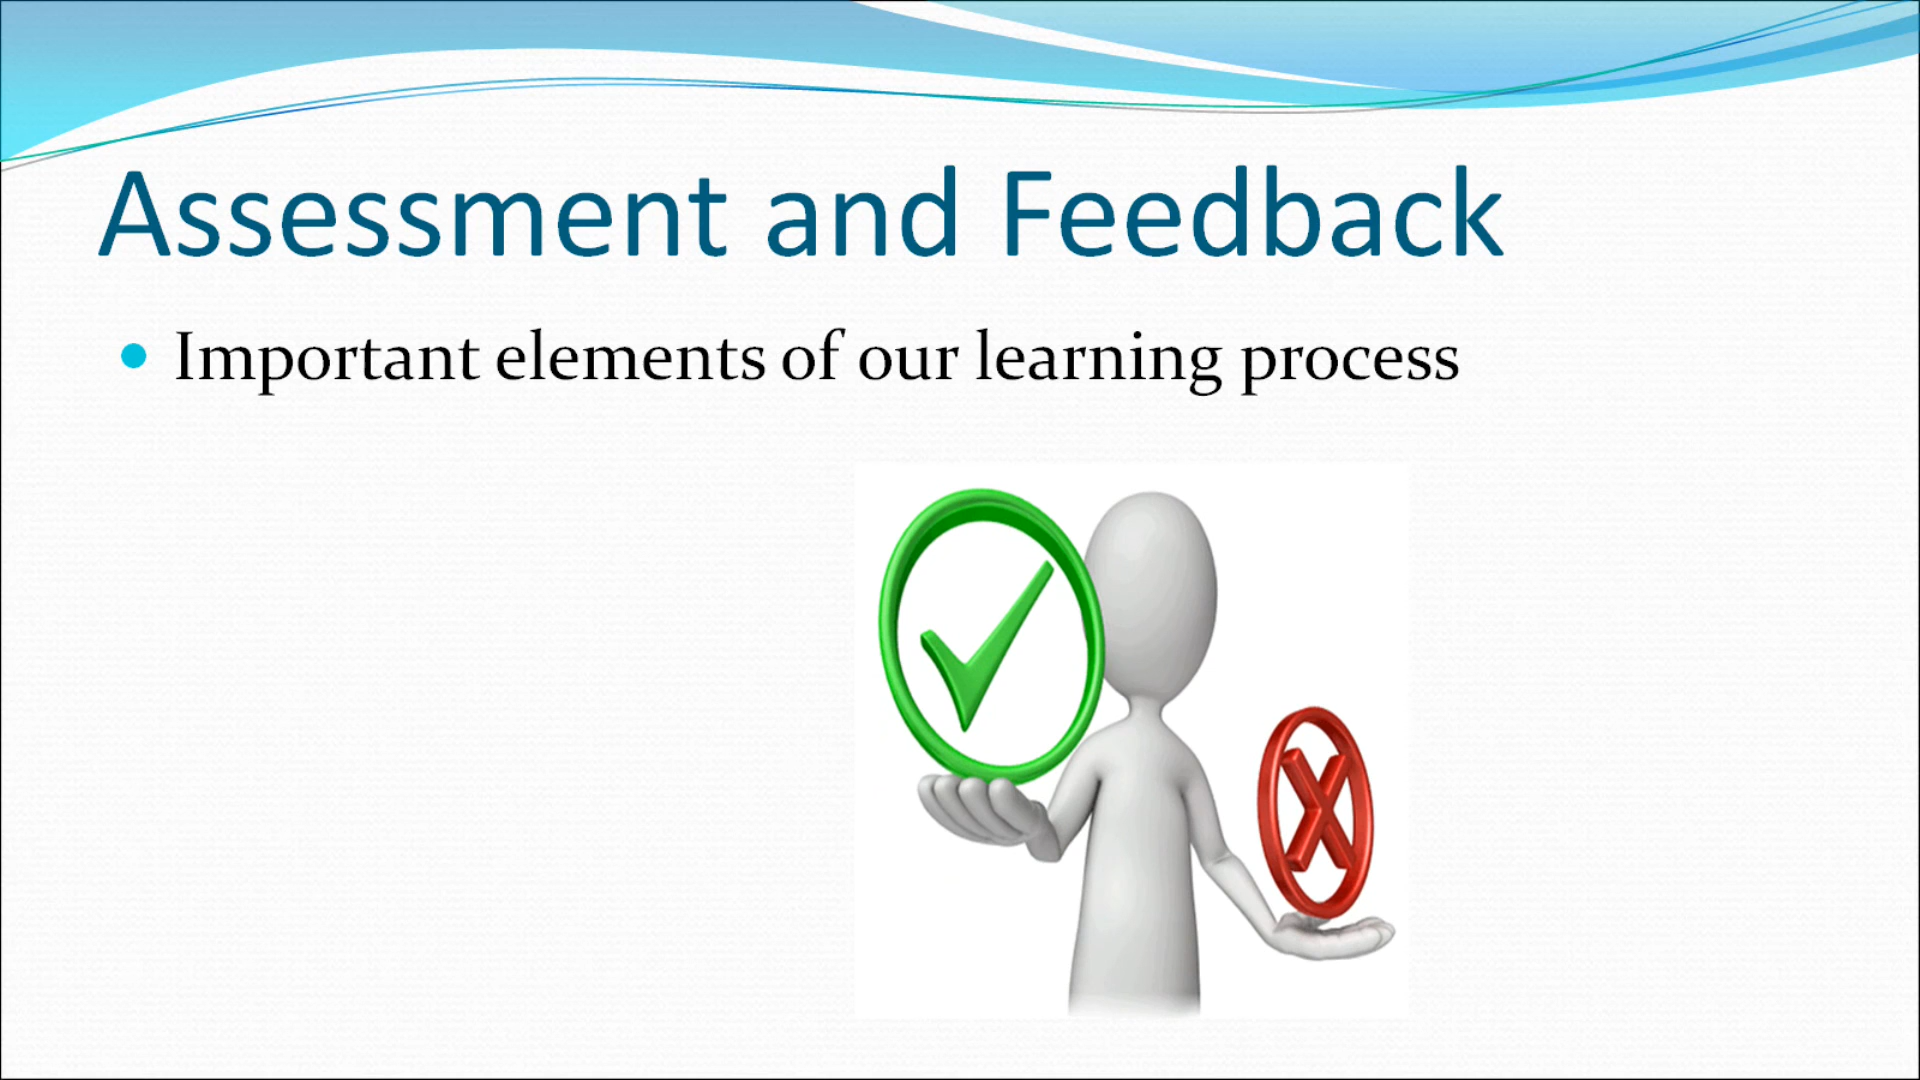 Assessment and Feedback
• Important elements of our learning process